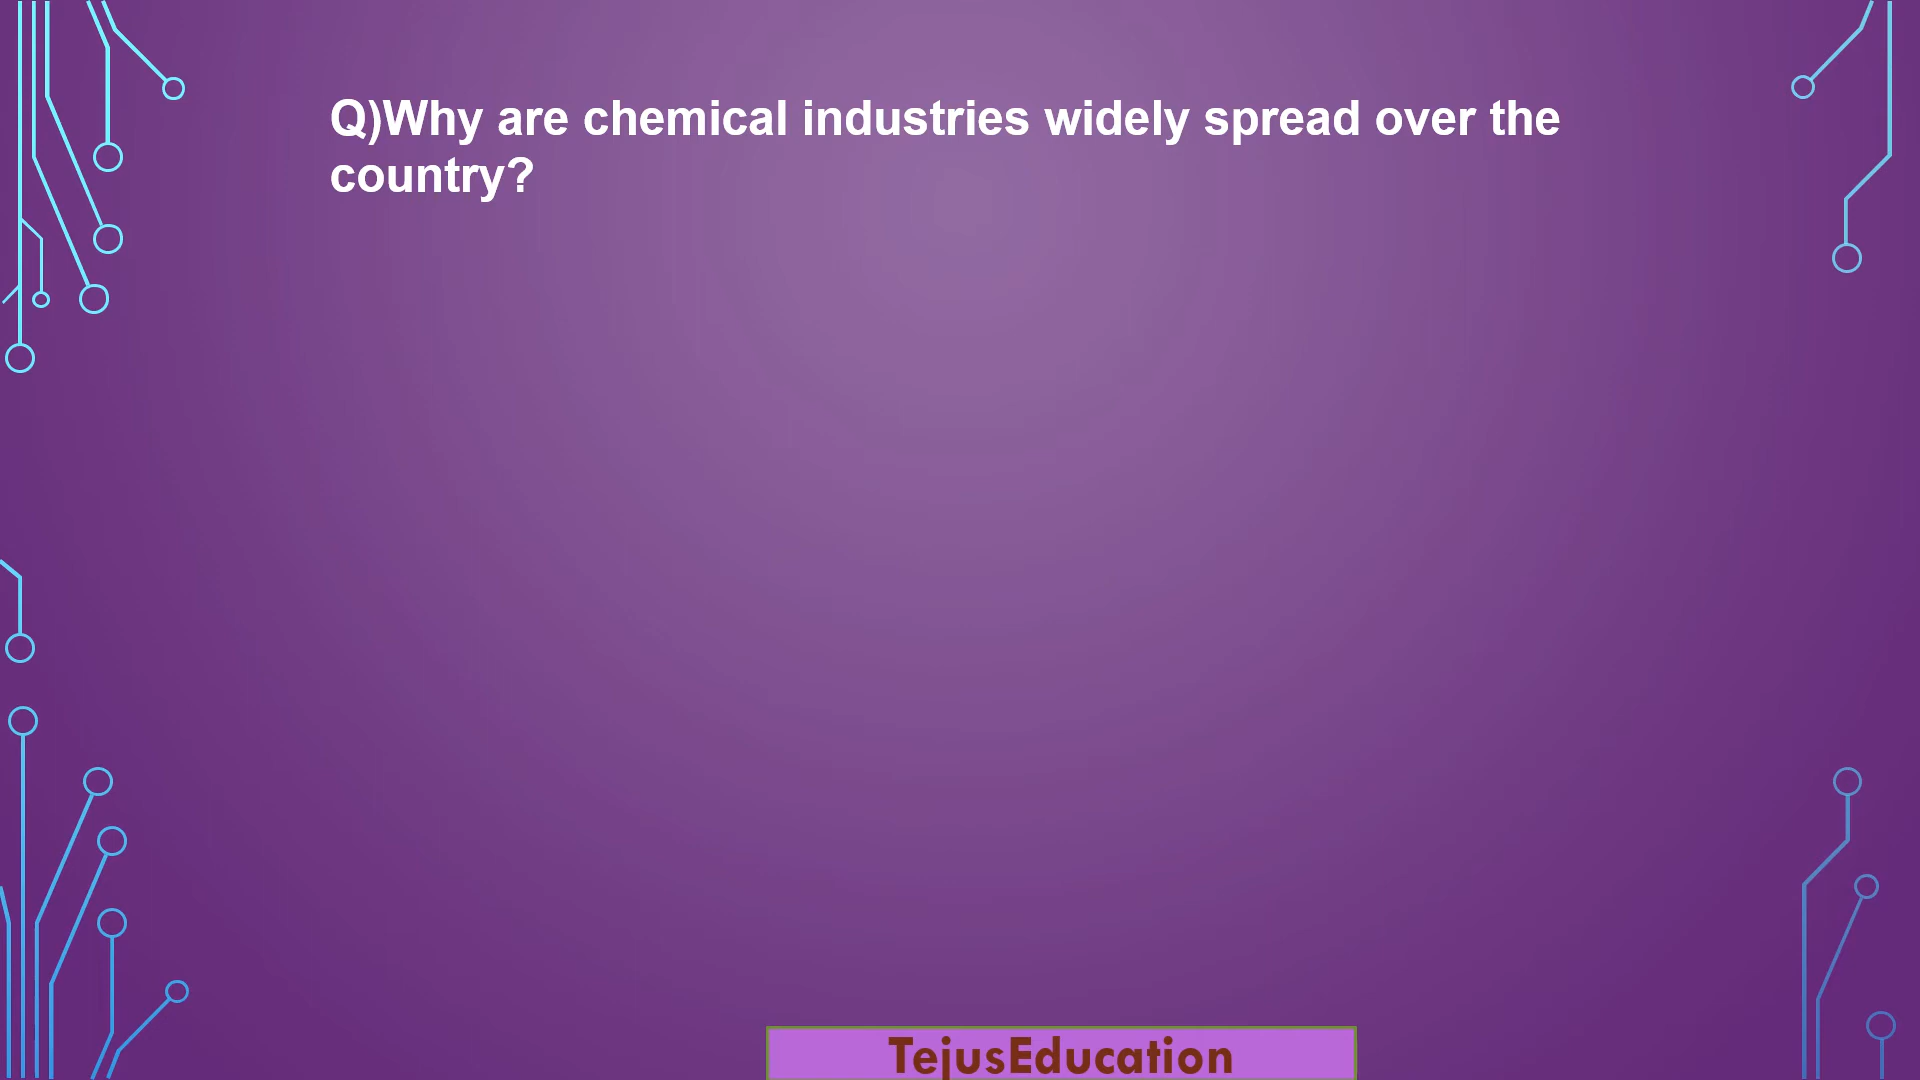 Q)Why are chemical industries widely spread over the
country?
TejusEducation